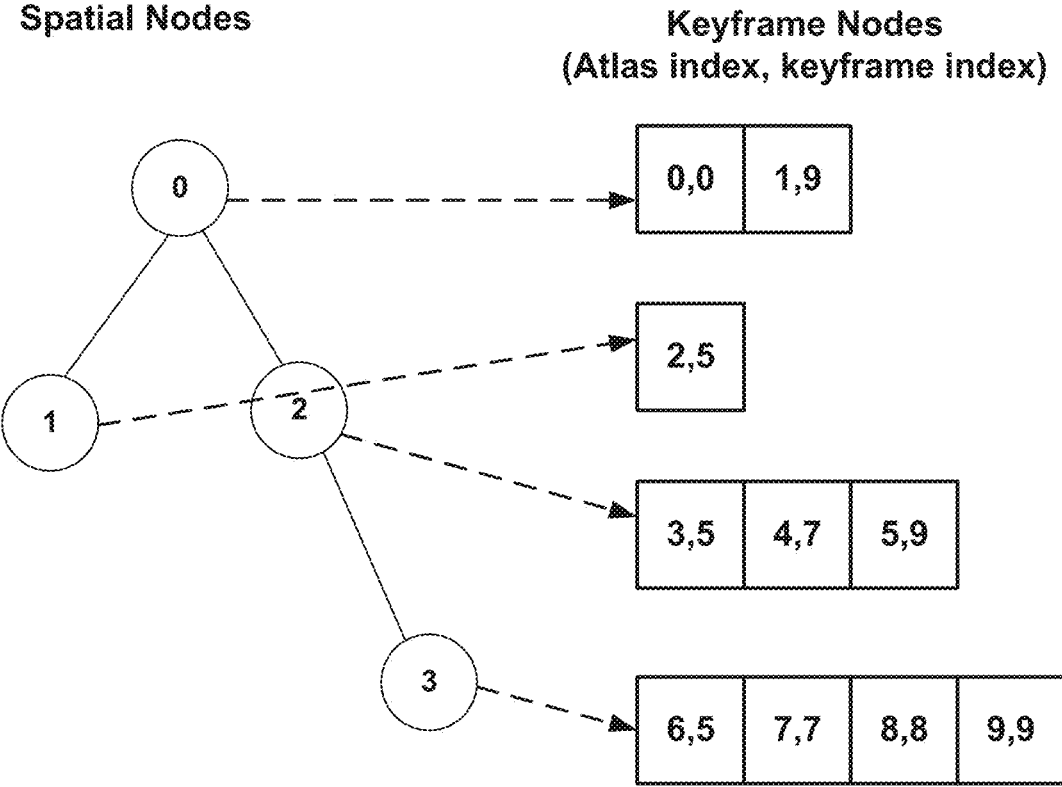 Spatial Nodes
Keyframe Nodes
(Atlas index, keyframe index)
0
0,0 1,9
1
2
2,5
3,5 4,7 5,9
3
6,5 7,7 8,8 9,9